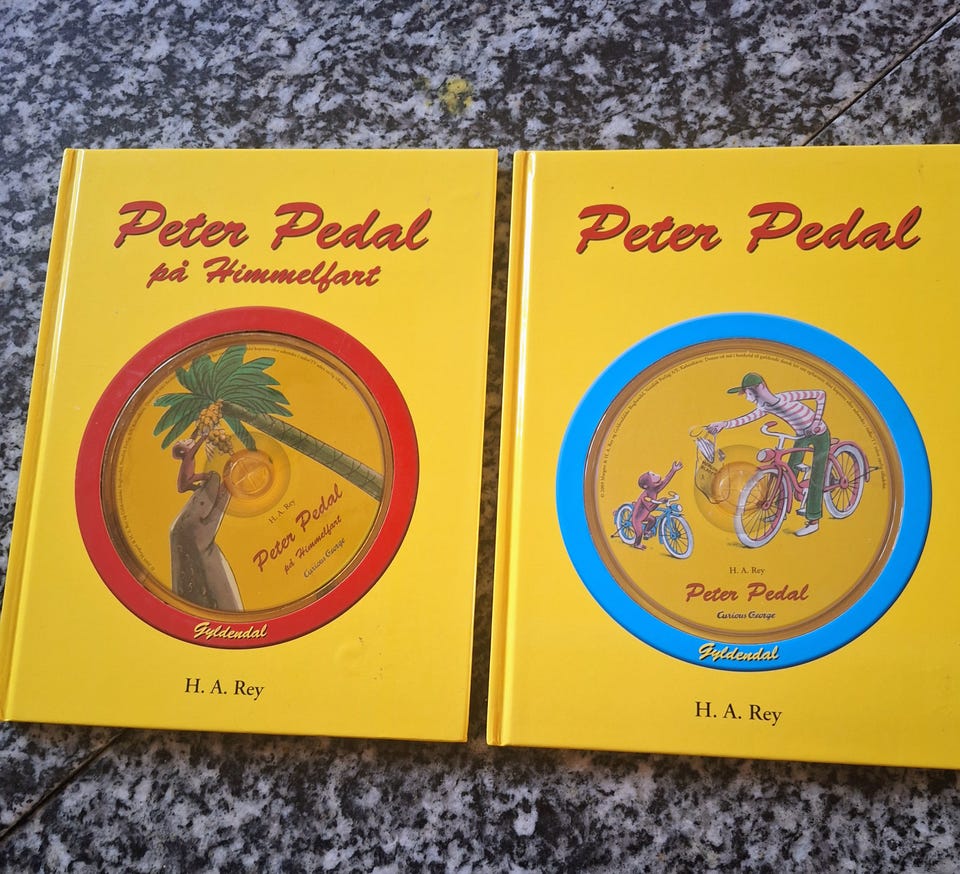 Peter Pedal
på Himmelfart
H. A. Rey
Peter Pedal
på Himmelfart
Curious George
Gyldendal
H. A. Rey
Peter Pedal
H. A. Rey
Peter Pedal
Curious George
Gyldendal
H. A. Rey